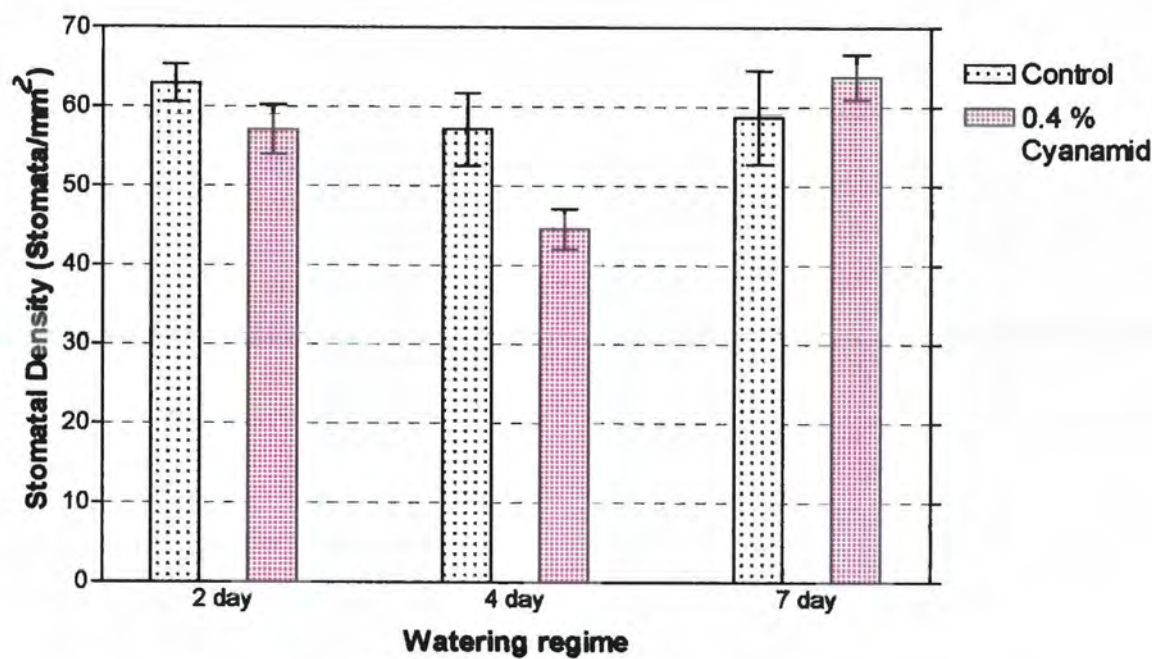 Stomatal Density (Stomata/mm²)
70
60
50
40
30
20
10
0
2 day
4 day
7 day
Watering regime
Control
0.4 %
Cyanamid